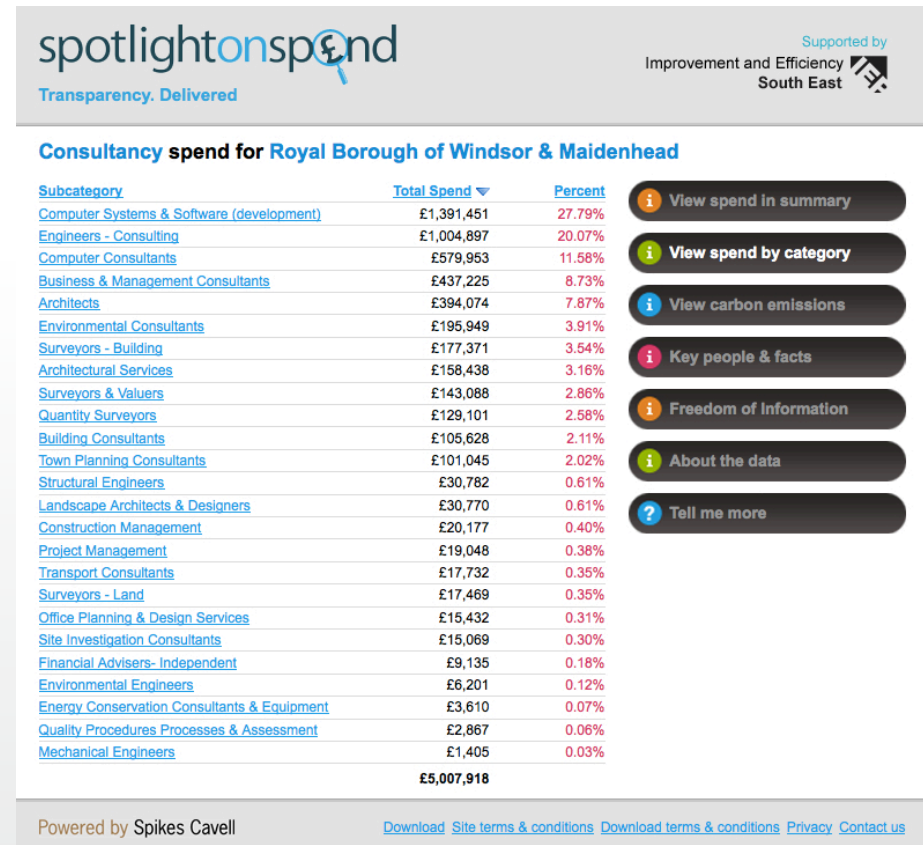 spotlightonspend
Transparency. Delivered
Supported by
Improvement and Efficiency
South East
Consultancy spend for Royal Borough of Windsor & Maidenhead
Subcategory Total Spend Percent
Computer Systems & Software (development) £1,391,451 27.79%
Engineers - Consulting £1,004,897 20.07%
Computer Consultants £579,953 11.58%
Business & Management Consultants £437,225 8.73%
Architects £394,074 7.87%
Environmental Consultants £195,949 3.91%
Surveyors - Building £177,371 3.54%
Architectural Services £158,438 3.16%
Surveyors & Valuers £143,088 2.86%
Quantity Surveyors £129,101 2.58%
Building Consultants £105,628 2.11%
Town Planning Consultants £101,045 2.02%
Structural Engineers £30,782 0.61%
Landscape Architects & Designers £30,770 0.61%
Construction Management £20,177 0.40%
Project Management £19,048 0.38%
Transport Consultants £17,732 0.35%
Surveyors - Land £17,469 0.35%
Office Planning & Design Services £15,432 0.31%
Site Investigation Consultants £15,069 0.30%
Financial Advisers- Independent £9,135 0.18%
Environmental Engineers £6,201 0.12%
Energy Conservation Consultants & Equipment £3,610 0.07%
Quality Procedures Processes & Assessment £2,867 0.06%
Mechanical Engineers £1,405 0.03%
£5,007,918
i View spend in summary
i View spend by category
i View carbon emissions
i Key people & facts
i Freedom of Information
i About the data
? Tell me more
Powered by Spikes Cavell
Download Site terms & conditions Download terms & conditions Privacy Contact us